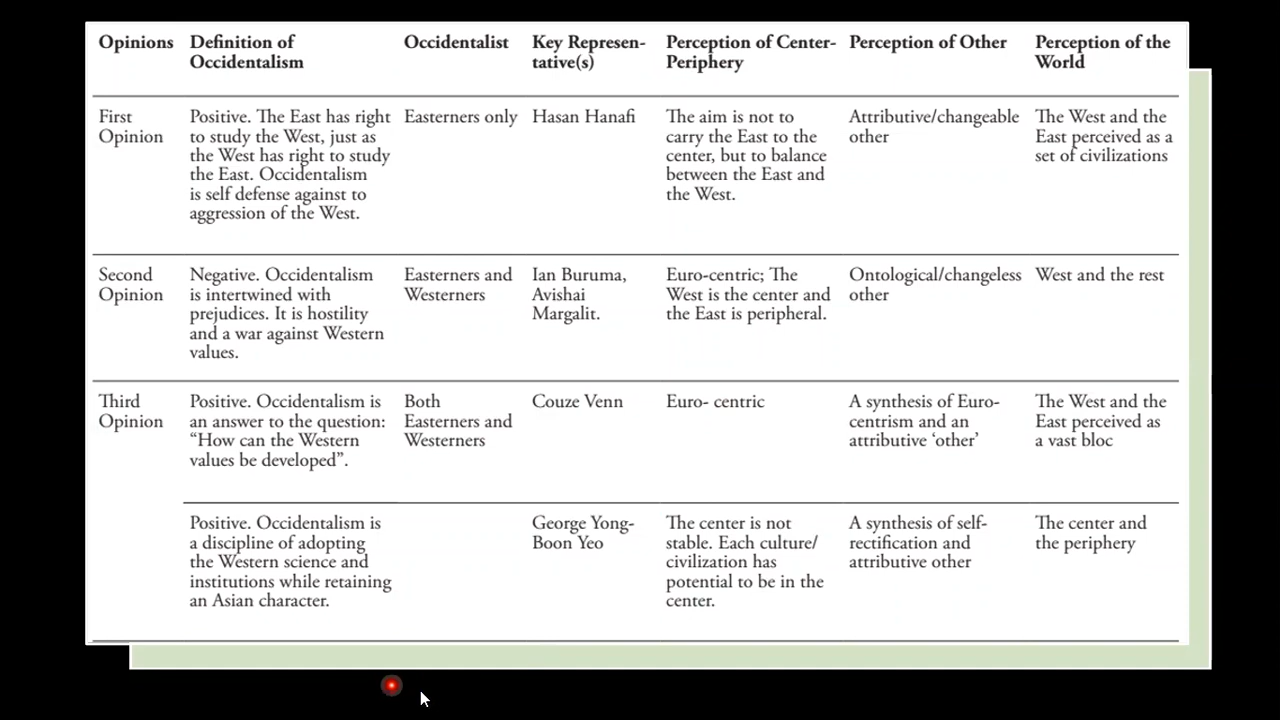 Opinions
Definition of
Occidentalism
Occidentalist
Key Represen-
tative(s)
Perception of Center-
Periphery
Perception of Other
Perception of the
World
First
Opinion
Positive. The East has right
to study the West, just as
the West has right to study
the East. Occidentalism
is self defense against to
aggression of the West.
Easterners only
Hasan Hanafi
The aim is not to
carry the East to the
center, but to balance
between the East and
the West.
Attributive/changeable
other
The West and the
East perceived as a
set of civilizations
Second
Opinion
Negative. Occidentalism
is intertwined with
prejudices. It is hostility
and a war against Western
values.
Easterners and
Westerners
Ian Buruma,
Avishai
Margalit.
Euro-centric; The
West is the center and
the East is peripheral.
Ontological/changeless
other
West and the rest
Third
Opinion
Positive. Occidentalism is
an answer to the question:
“How can the Western
values be developed”.
Both
Easterners and
Westerners
Couze Venn
Euro- centric
A synthesis of Euro-
centrism and an
attributive ‘other’
The West and the
East perceived as
a vast bloc
Positive. Occidentalism is
a discipline of adopting
the Western science and
institutions while retaining
an Asian character.
George Yong-
Boon Yeo
The center is not
stable. Each culture/
civilization has
potential to be in the
center.
A synthesis of self-
rectification and
attributive other
The center and
the periphery